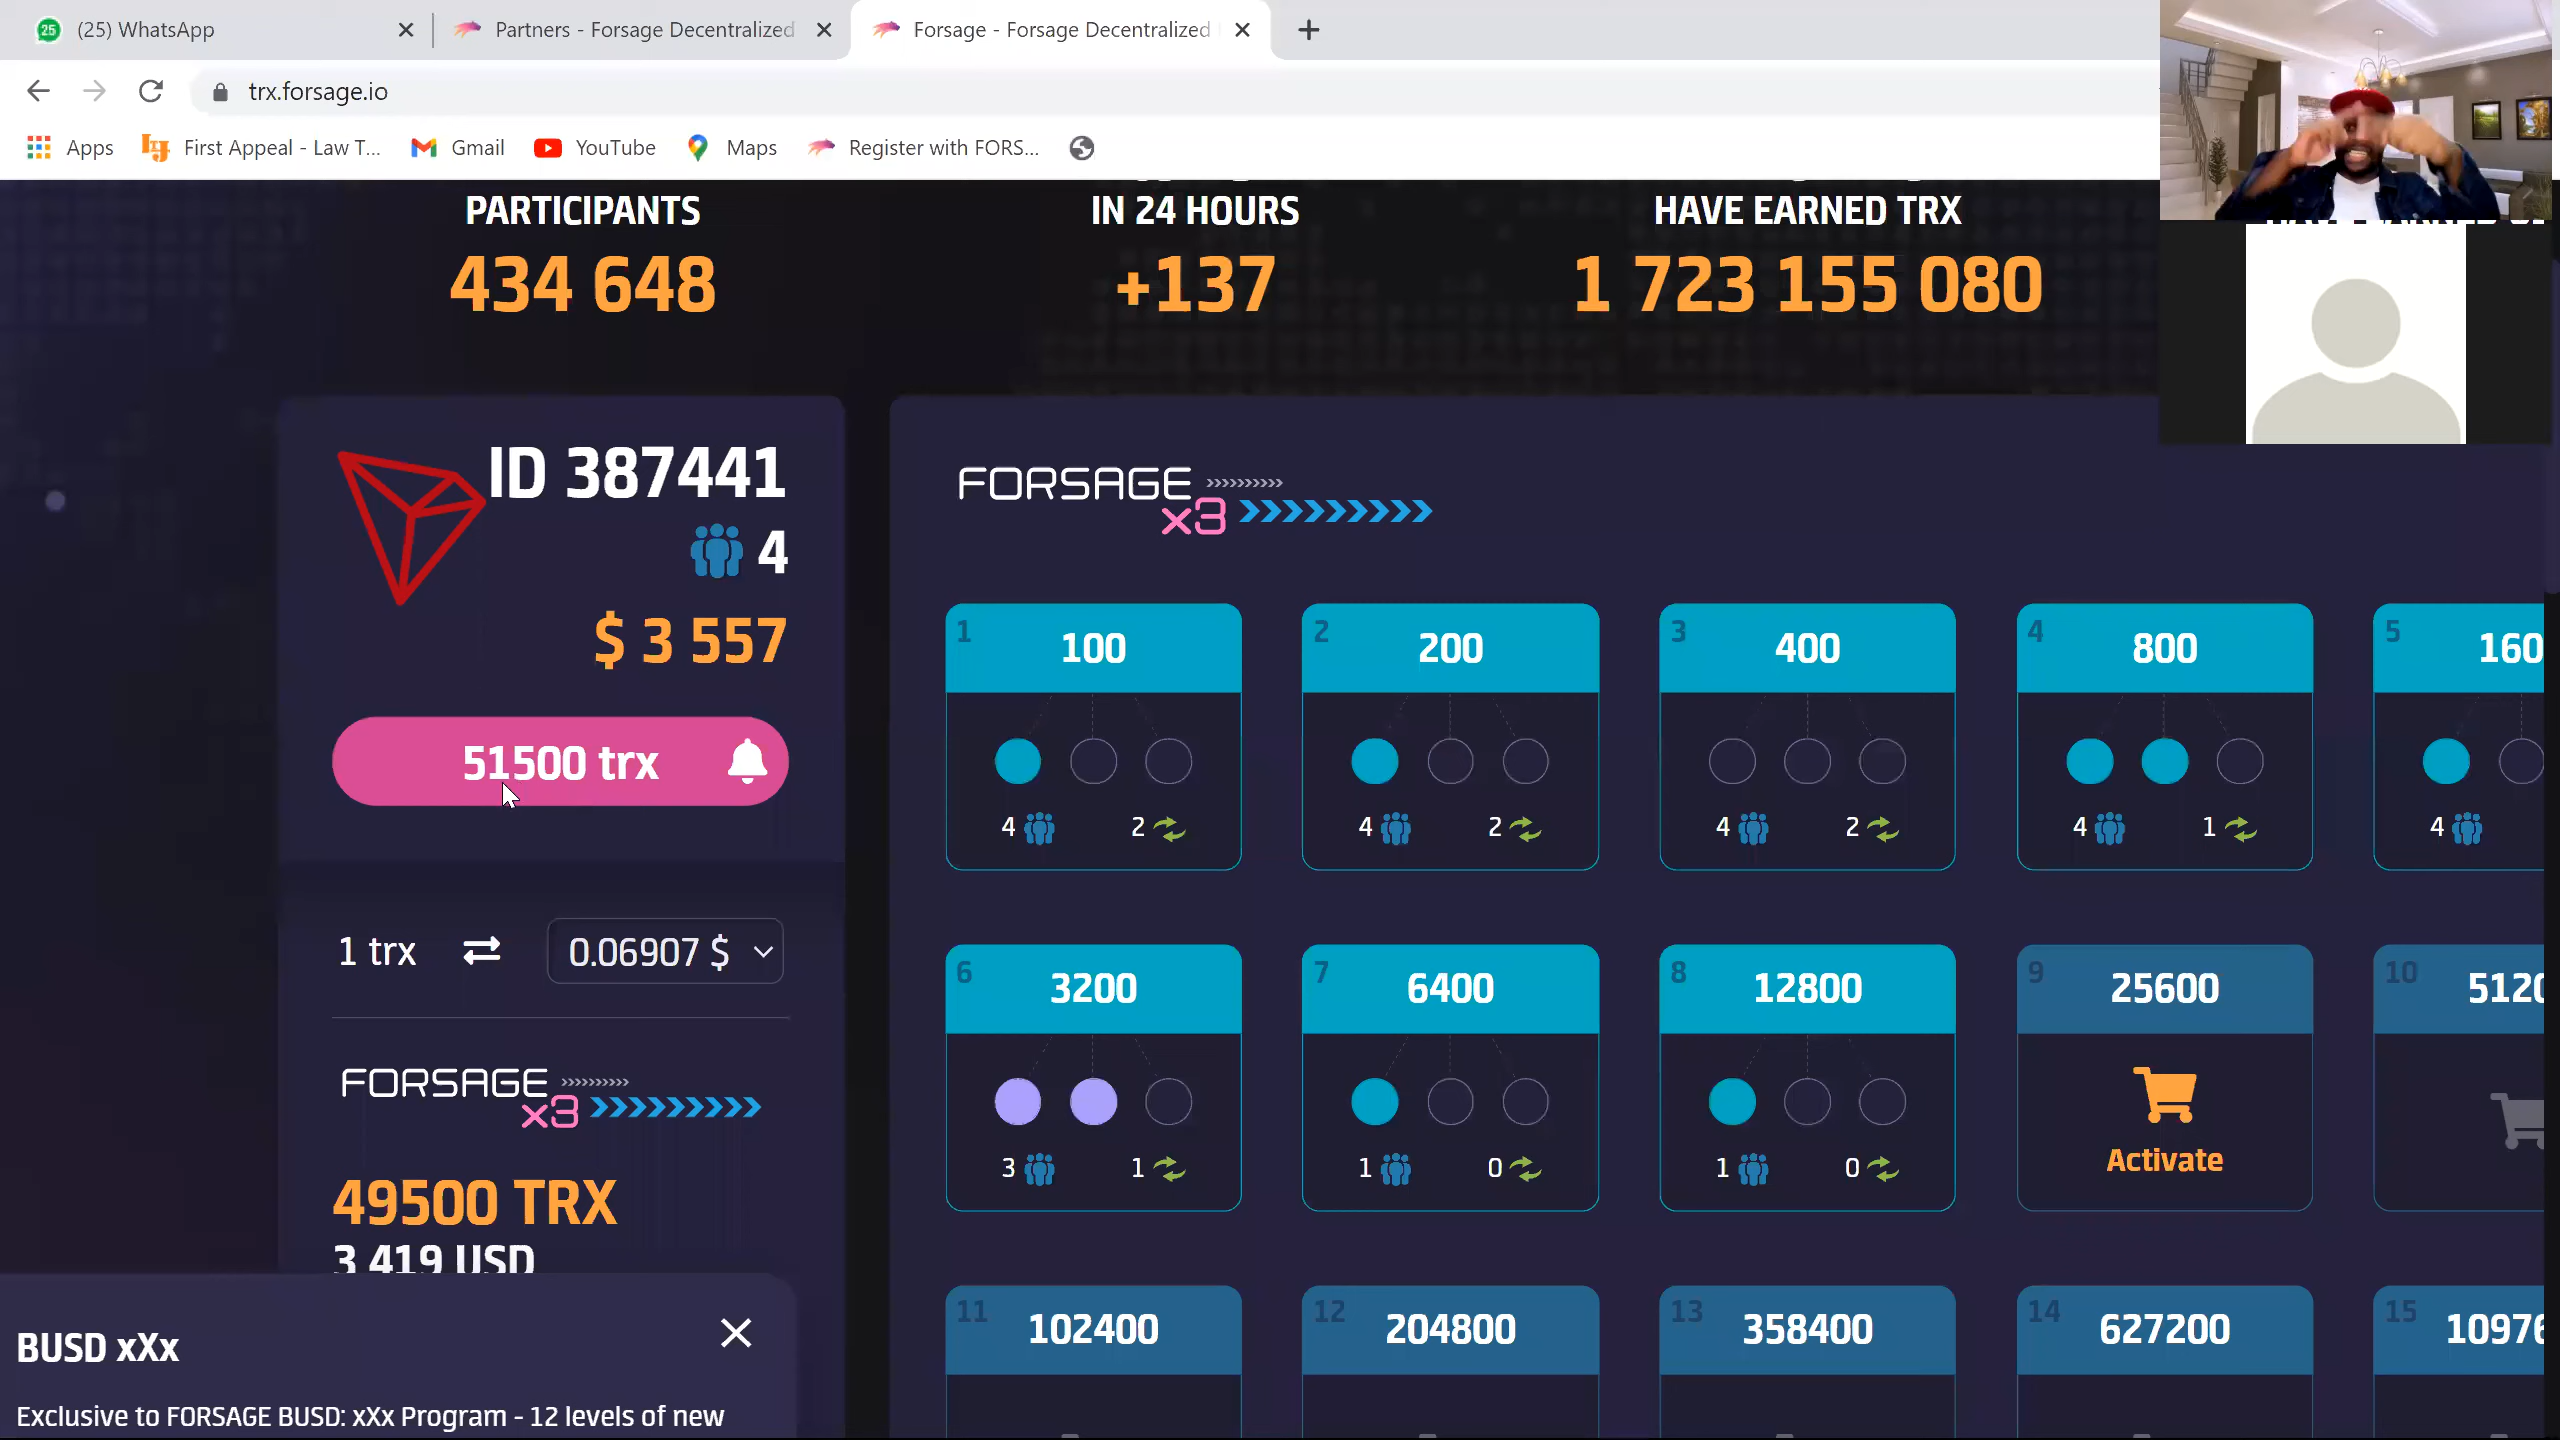 25 (25) WhatsApp
Partners - Forsage Decentralized
Forsage - Forsage Decentralized
trx.forsage.io
Apps
First Appeal - Law T...
Gmail
YouTube
Maps
Register with FORS...
PARTICIPANTS
434 648
IN 24 HOURS
+137
HAVE EARNED TRX
1 723 155 080
ID 387441
4
$ 3 557
51500 trx
1 trx
0.06907 $
FORSAGE
x3
49500 TRX
3 419 USD
BUSD xXx
Exclusive to FORSAGE BUSD: xXx Program - 12 levels of new
FORSAGE
x3
1 100
4 2
2 200
4 2
3 400
4 2
4 800
4 1
5 160
4
6 3200
3 1
7 6400
1 0
8 12800
1 0
9 25600
Activate
10 5120
11 102400
12 204800
13 358400
14 627200
15 10976